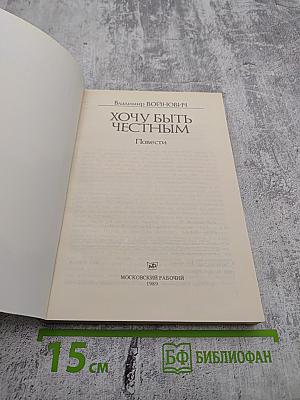 Владимир ВОЙНОВИЧ
ХОЧУ БЫТЬ
ЧЕСТНЫМ
Повести
МОСКОВСКИЙ РАБОЧИЙ
1989
15 см
БФ БИБЛИОФАН